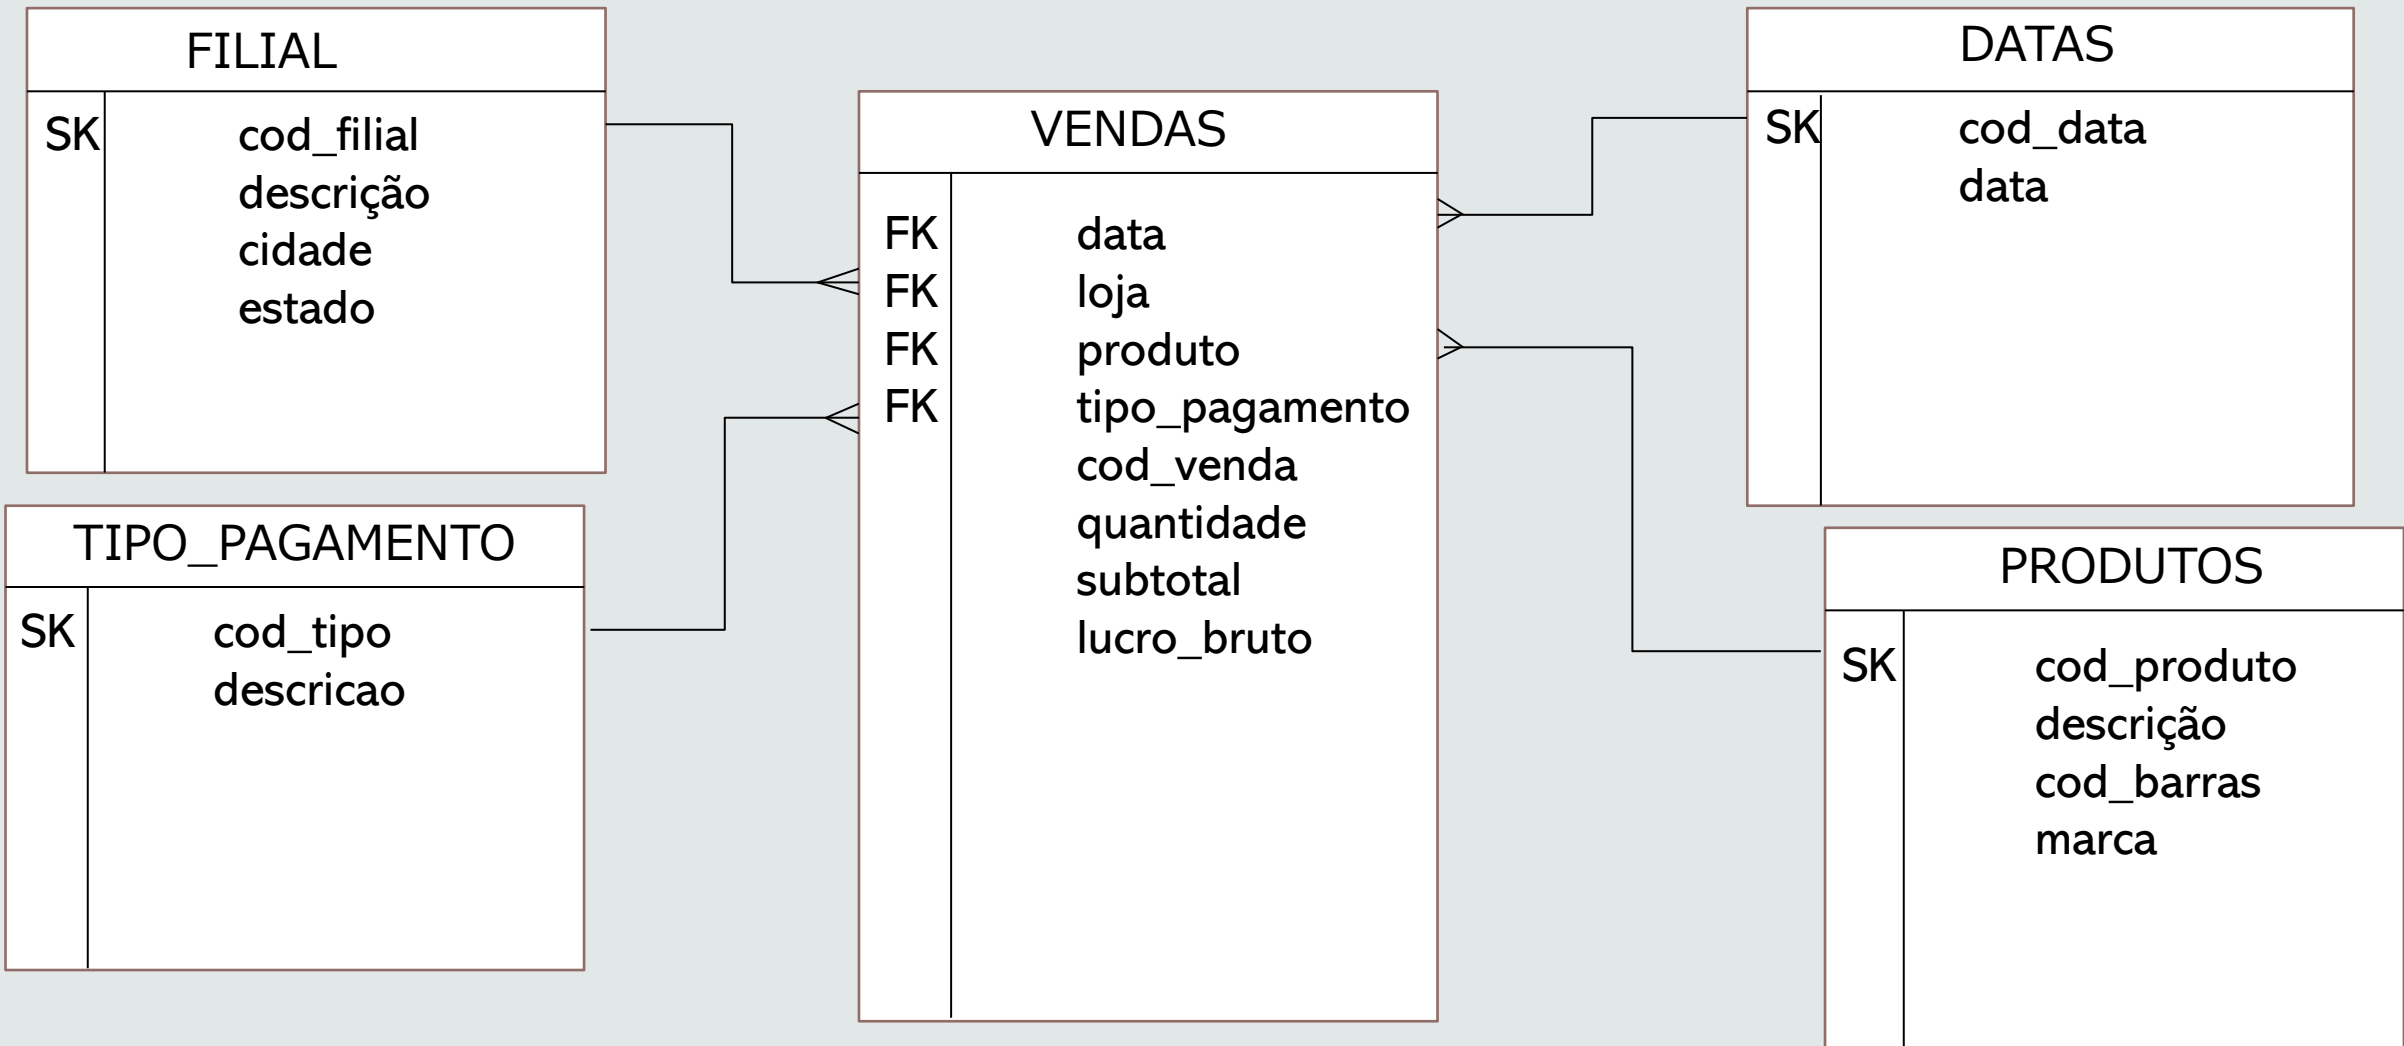 FILIAL
SK cod_filial
descrição
cidade
estado
TIPO_PAGAMENTO
SK cod_tipo
descricao
VENDAS
FK data
FK loja
FK produto
FK tipo_pagamento
cod_venda
quantidade
subtotal
lucro_bruto
DATAS
SK cod_data
data
PRODUTOS
SK cod_produto
descrição
cod_barras
marca